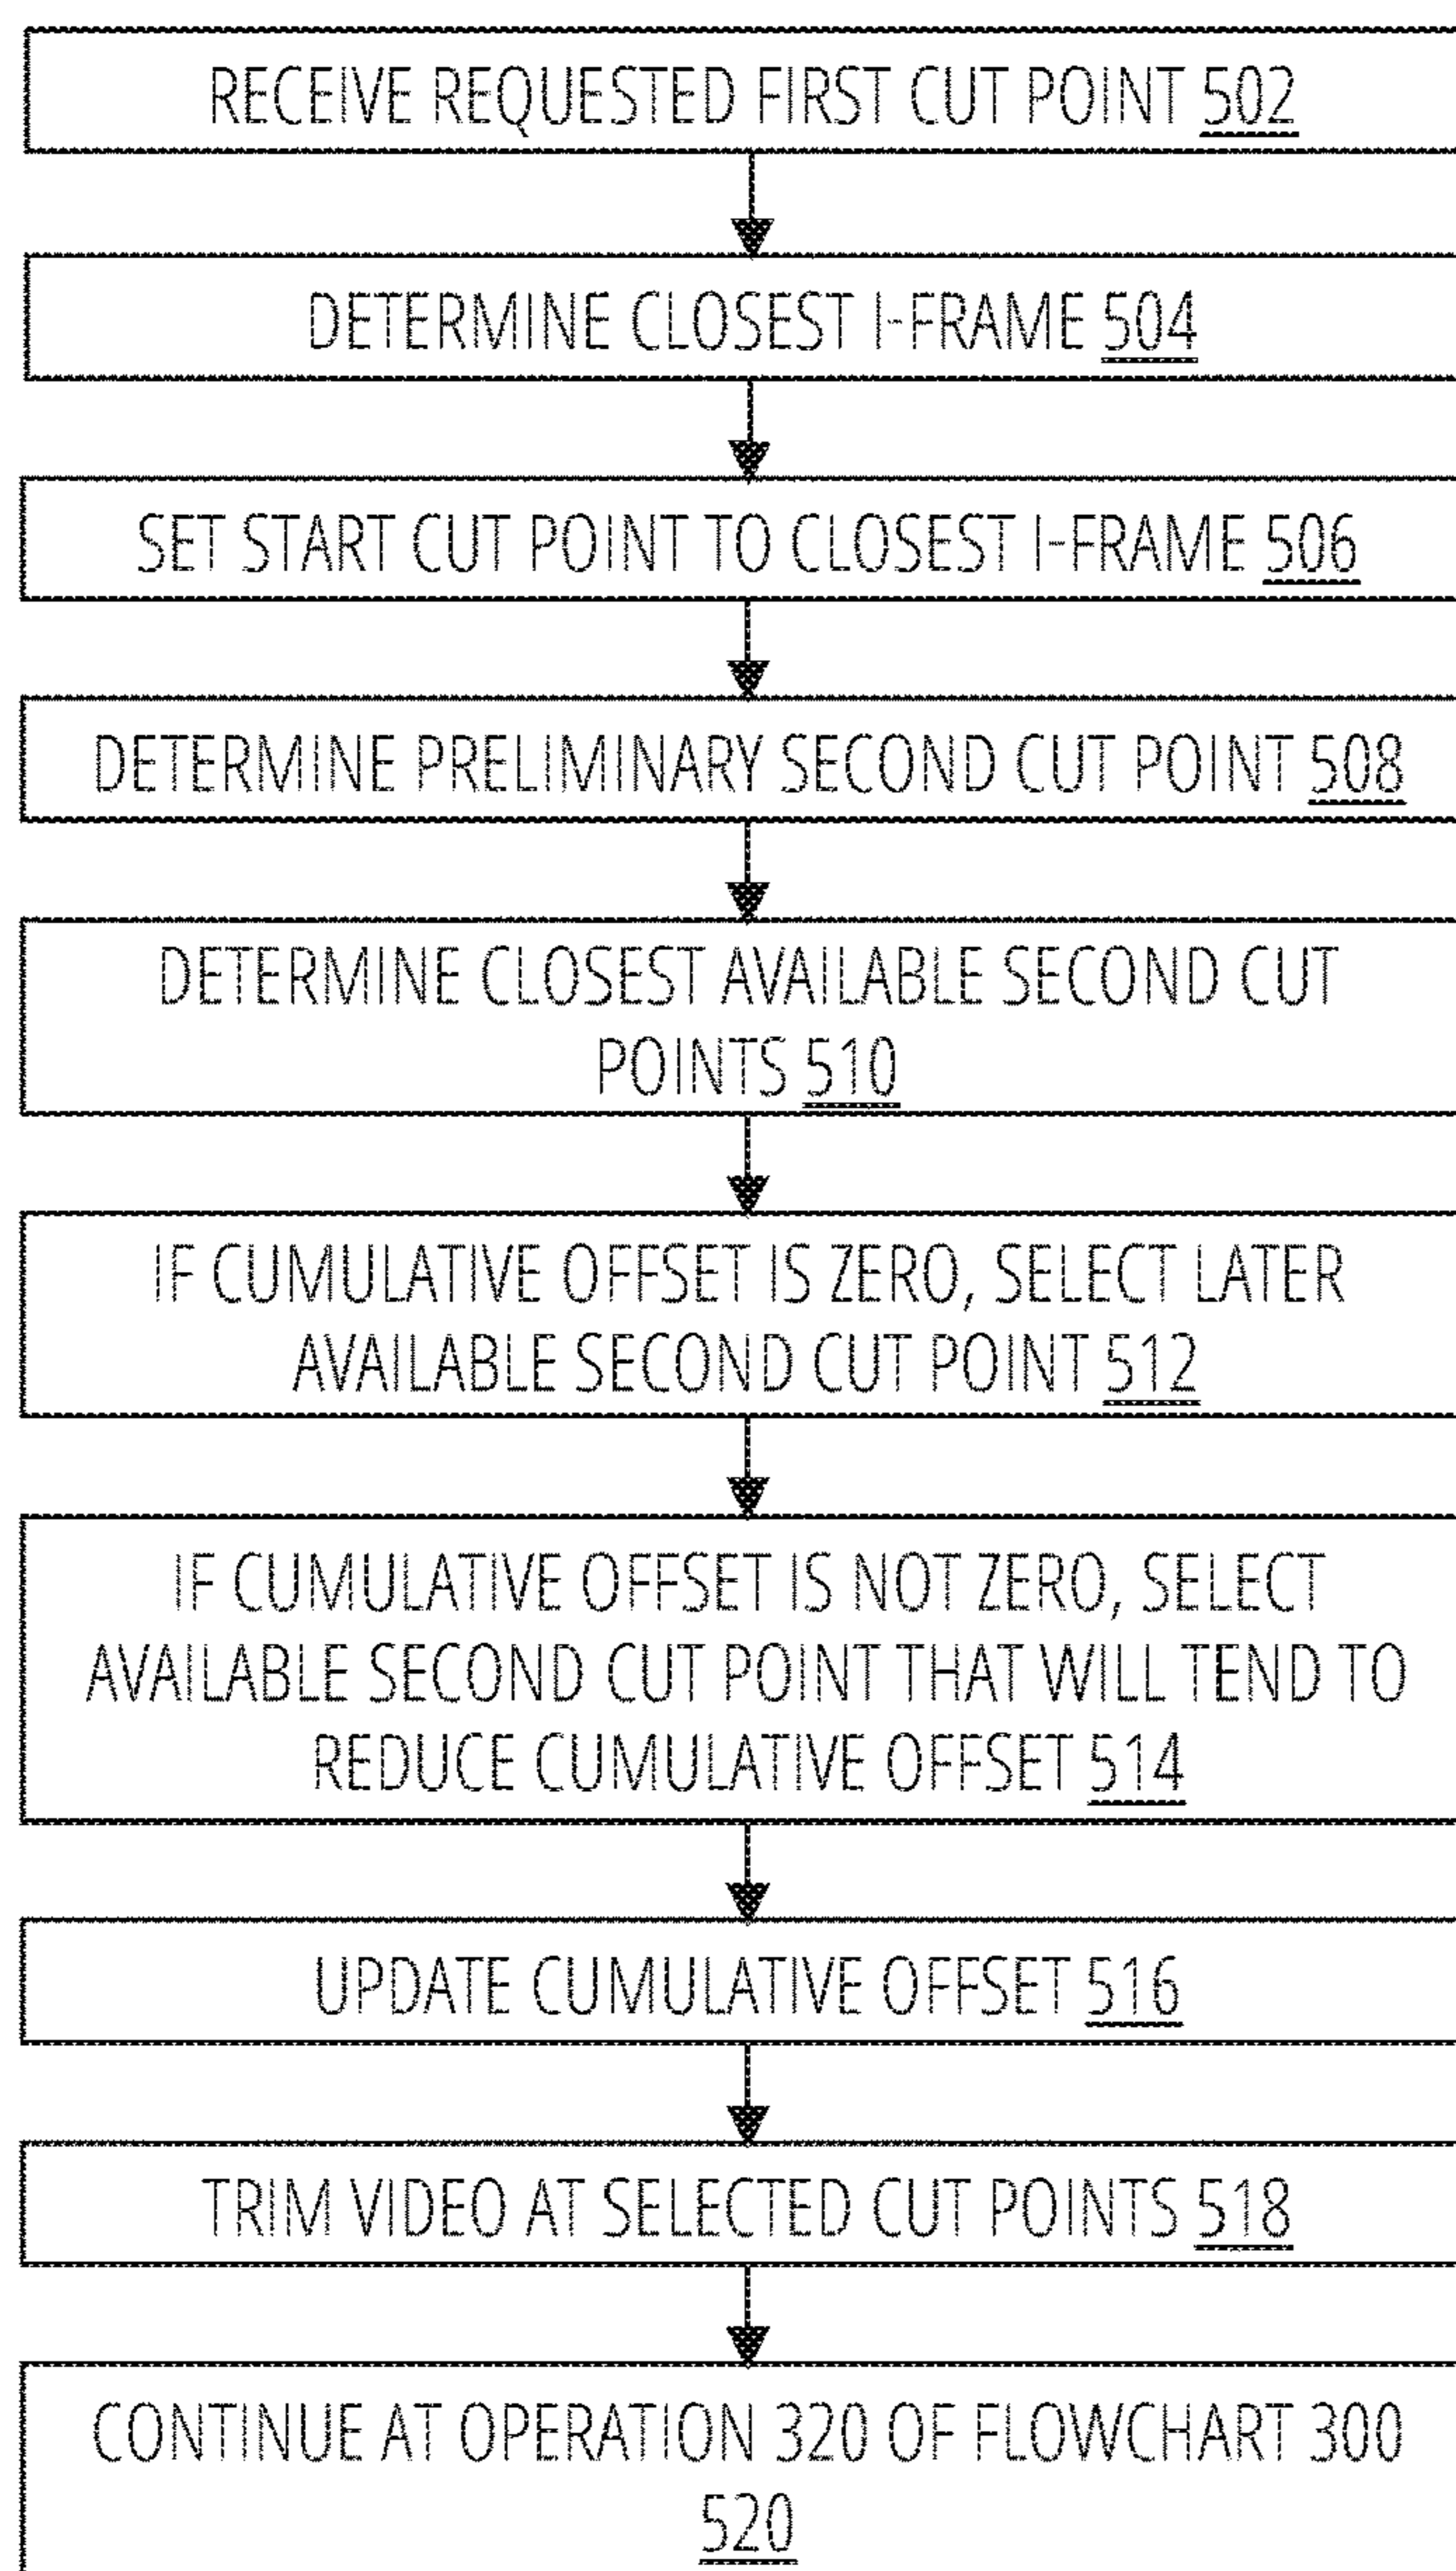 RECEIVE REQUESTED FIRST CUT POINT 502
DETERMINE CLOSEST I-FRAME 504
SET START CUT POINT TO CLOSEST I-FRAME 506
DETERMINE PRELIMINARY SECOND CUT POINT 508
DETERMINE CLOSEST AVAILABLE SECOND CUT
POINTS 510
IF CUMULATIVE OFFSET IS ZERO, SELECT LATER
AVAILABLE SECOND CUT POINT 512
IF CUMULATIVE OFFSET IS NOT ZERO, SELECT
AVAILABLE SECOND CUT POINT THAT WILL TEND TO
REDUCE CUMULATIVE OFFSET 514
UPDATE CUMULATIVE OFFSET 516
TRIM VIDEO AT SELECTED CUT POINTS 518
CONTINUE AT OPERATION 320 OF FLOWCHART 300
520